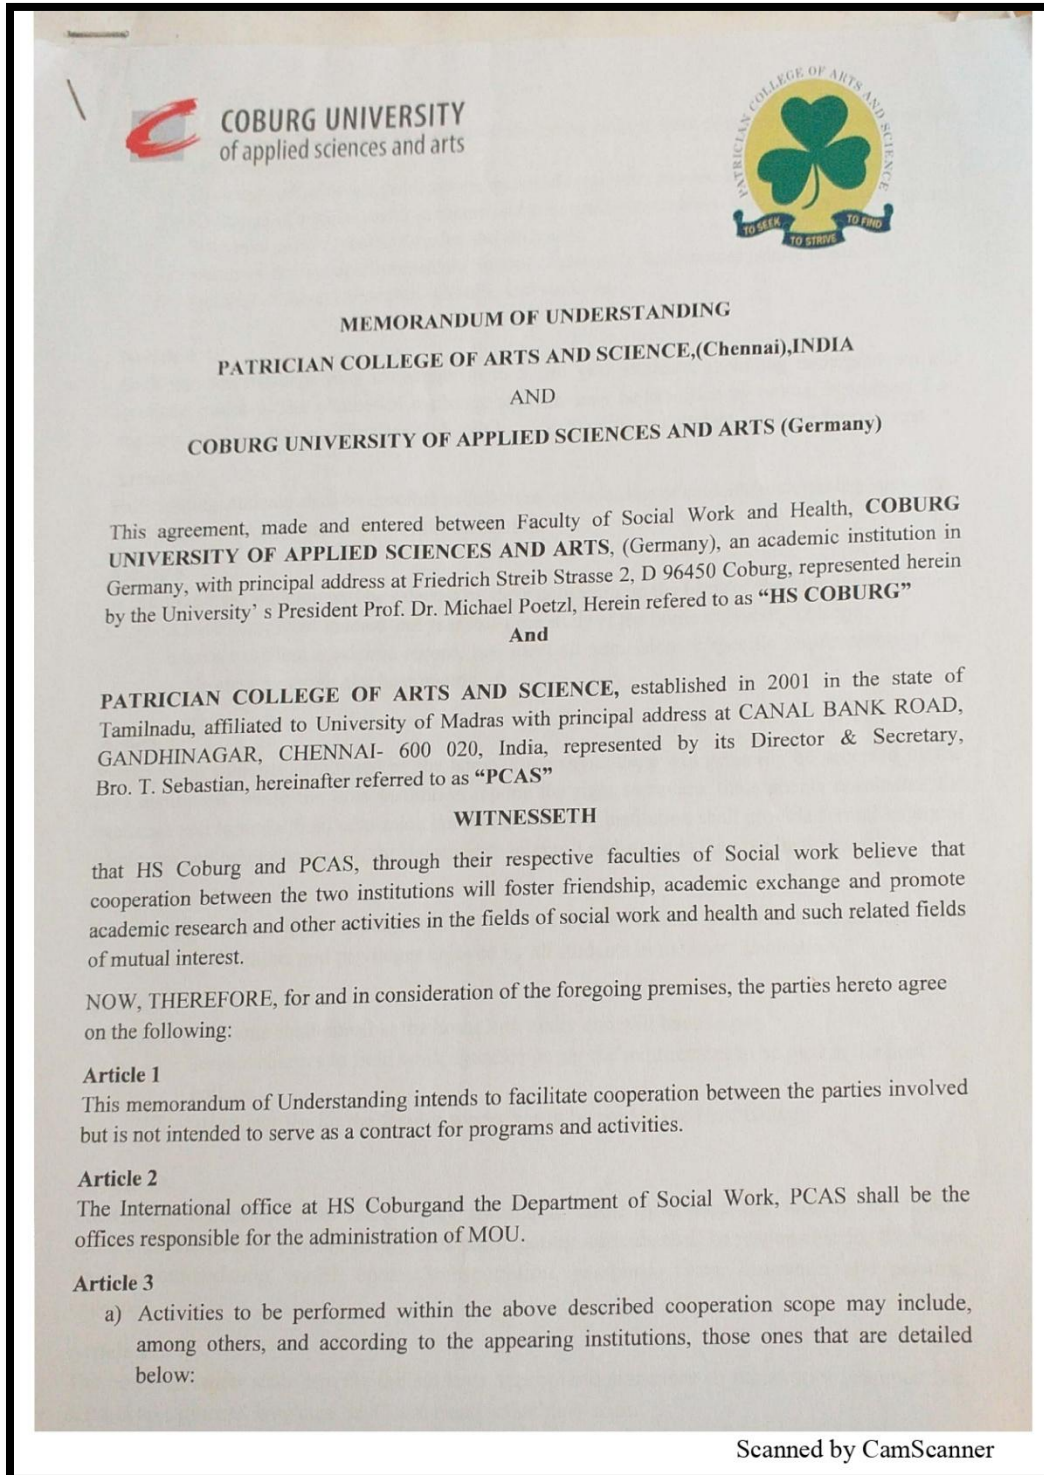 COBURG UNIVERSITY
of applied sciences and arts
PATRICIAN COLLEGE OF ARTS AND SCIENCE
TO SEEK
TO STRIVE
TO FIND
MEMORANDUM OF UNDERSTANDING
PATRICIAN COLLEGE OF ARTS AND SCIENCE,(Chennai),INDIA
AND
COBURG UNIVERSITY OF APPLIED SCIENCES AND ARTS (Germany)
This agreement, made and entered between Faculty of Social Work and Health, COBURG
UNIVERSITY OF APPLIED SCIENCES AND ARTS, (Germany), an academic institution in
Germany, with principal address at Friedrich Streib Strasse 2, D 96450 Coburg, represented herein
by the University' s President Prof. Dr. Michael Poetzl, Herein refered to as “HS COBURG”
And
PATRICIAN COLLEGE OF ARTS AND SCIENCE, established in 2001 in the state of
Tamilnadu, affiliated to University of Madras with principal address at CANAL BANK ROAD,
GANDHINAGAR, CHENNAI- 600 020, India, represented by its Director & Secretary,
Bro. T. Sebastian, hereinafter referred to as “PCAS”
WITNESSETH
that HS Coburg and PCAS, through their respective faculties of Social work believe that
cooperation between the two institutions will foster friendship, academic exchange and promote
academic research and other activities in the fields of social work and health and such related fields
of mutual interest.
NOW, THEREFORE, for and in consideration of the foregoing premises, the parties hereto agree
on the following:
Article 1
This memorandum of Understanding intends to facilitate cooperation between the parties involved
but is not intended to serve as a contract for programs and activities.
Article 2
The International office at HS Coburgand the Department of Social Work, PCAS shall be the
offices responsible for the administration of MOU.
Article 3
a) Activities to be performed within the above described cooperation scope may include,
among others, and according to the appearing institutions, those ones that are detailed
below:
Scanned by CamScanner